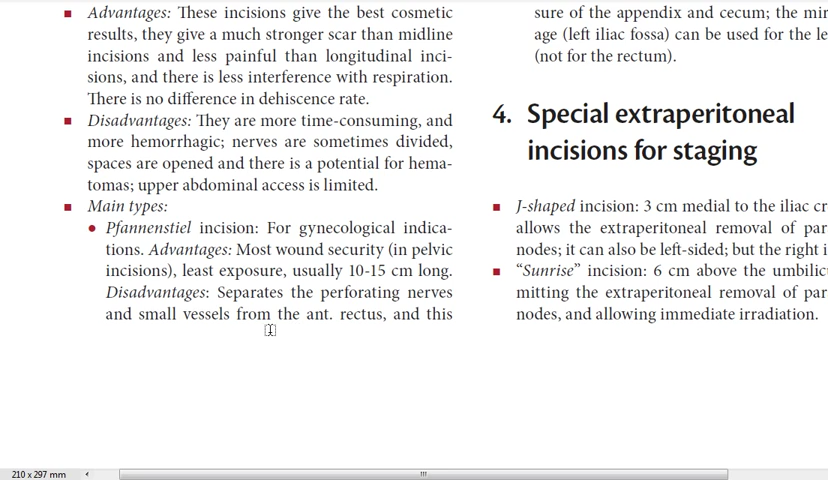 Advantages: These incisions give the best cosmetic
results, they give a much stronger scar than midline
incisions and less painful than longitudinal inci-
sions, and there is less interference with respiration.
There is no difference in dehiscence rate.
Disadvantages: They are more time-consuming, and
more hemorrhagic; nerves are sometimes divided,
spaces are opened and there is a potential for hema-
tomas; upper abdominal access is limited.
Main types:
Pfannenstiel incision: For gynecological indica-
tions. Advantages: Most wound security (in pelvic
incisions), least exposure, usually 10-15 cm long.
Disadvantages: Separates the perforating nerves
and small vessels from the ant. rectus, and this
sure of the appendix and cecum; the
age (left iliac fossa) can be used for the
(not for the rectum).
4. Special extraperitoneal
incisions for staging
J-shaped incision: 3 cm medial to the iliac
allows the extraperitoneal removal of
nodes; it can also be left-sided; but the right
"Sunrise" incision: 6 cm above the
mitting the extraperitoneal removal of
nodes, and allowing immediate irradiation.
210 x 297 mm